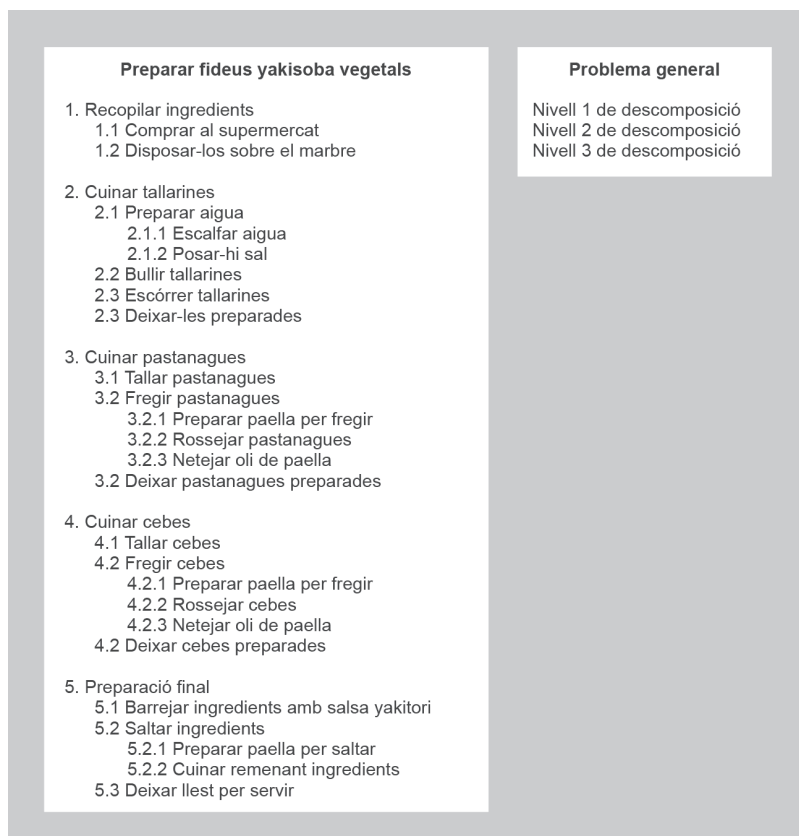 Preparar fideus yakisoba vegetals
1. Recopilar ingredients
1.1 Comprar al supermercat
1.2 Disposar-los sobre el marbre
2. Cuinar tallarines
2.1 Preparar aigua
2.1.1 Escalfar aigua
2.1.2 Posar-hi sal
2.2 Bullir tallarines
2.3 Escórrer tallarines
2.3 Deixar-les preparades
3. Cuinar pastanagues
3.1 Tallar pastanagues
3.2 Fregir pastanagues
3.2.1 Preparar paella per fregir
3.2.2 Rossejar pastanagues
3.2.3 Netejar oli de paella
3.2 Deixar pastanagues preparades
4. Cuinar cebes
4.1 Tallar cebes
4.2 Fregir cebes
4.2.1 Preparar paella per fregir
4.2.2 Rossejar cebes
4.2.3 Netejar oli de paella
4.2 Deixar cebes preparades
5. Preparació final
5.1 Barrejar ingredients amb salsa yakitori
5.2 Saltar ingredients
5.2.1 Preparar paella per saltar
5.2.2 Cuinar remenant ingredients
5.3 Deixar llest per servir
Problema general
Nivell 1 de descomposició
Nivell 2 de descomposició
Nivell 3 de descomposició